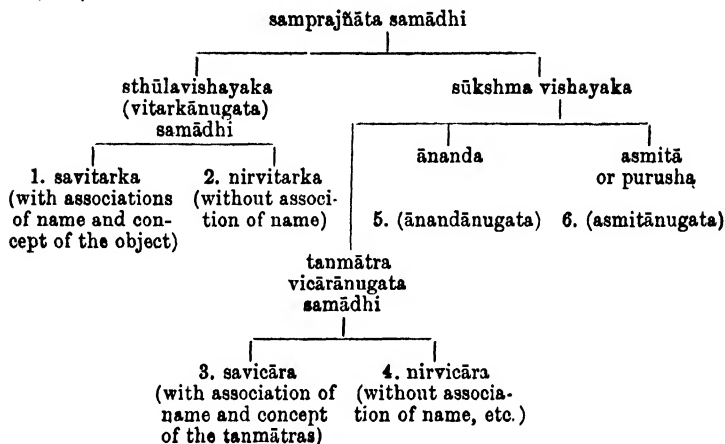 samprajñāta samādhi
sthūlavishayaka
(vitarkānugata)
samādhi
sūkshma vishayaka
1. savitarka
(with associations
of name and con-
cept of the object)
2. nirvitarka
(without associ-
tion of name)
ānanda
5. (ānandānugata)
asmitā
or purusha
6. (asmitānugata)
tanmātra
vicārānugata
samādhi
3. savicāra
(with association of
name and concept
of the tanmātras)
4. nirvicāra
(without associa-
tion of name, etc.)